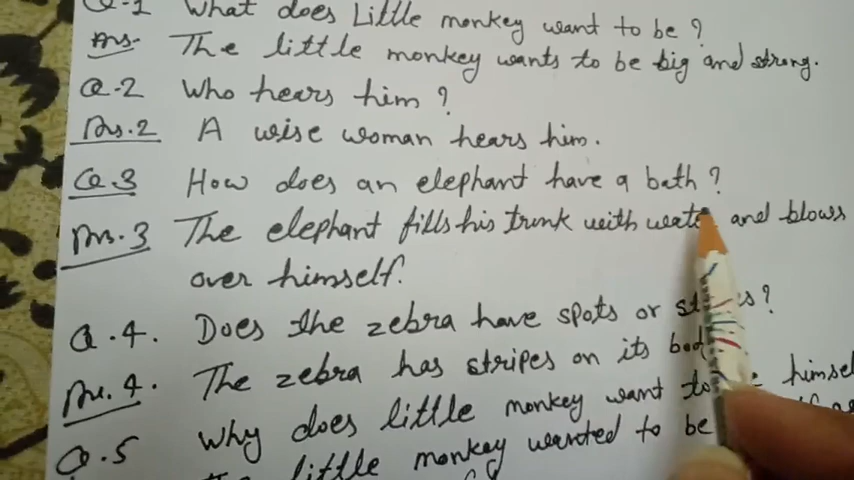 Q-1 What does Little monkey want to be?
Ans- The little monkey wants to be big and strong.
Q-2 Who hears him?
Ans.2 A wise woman hears him.
Q.3 How does an elephant have a bath?
Ans.3 The elephant fills his trunk with water and blows
over himself.
Q.4. Does the zebra have spots or
Ans.4. The zebra has stripes on its
Q.5 Why does little monkey want to himself
little monkey wanted to be